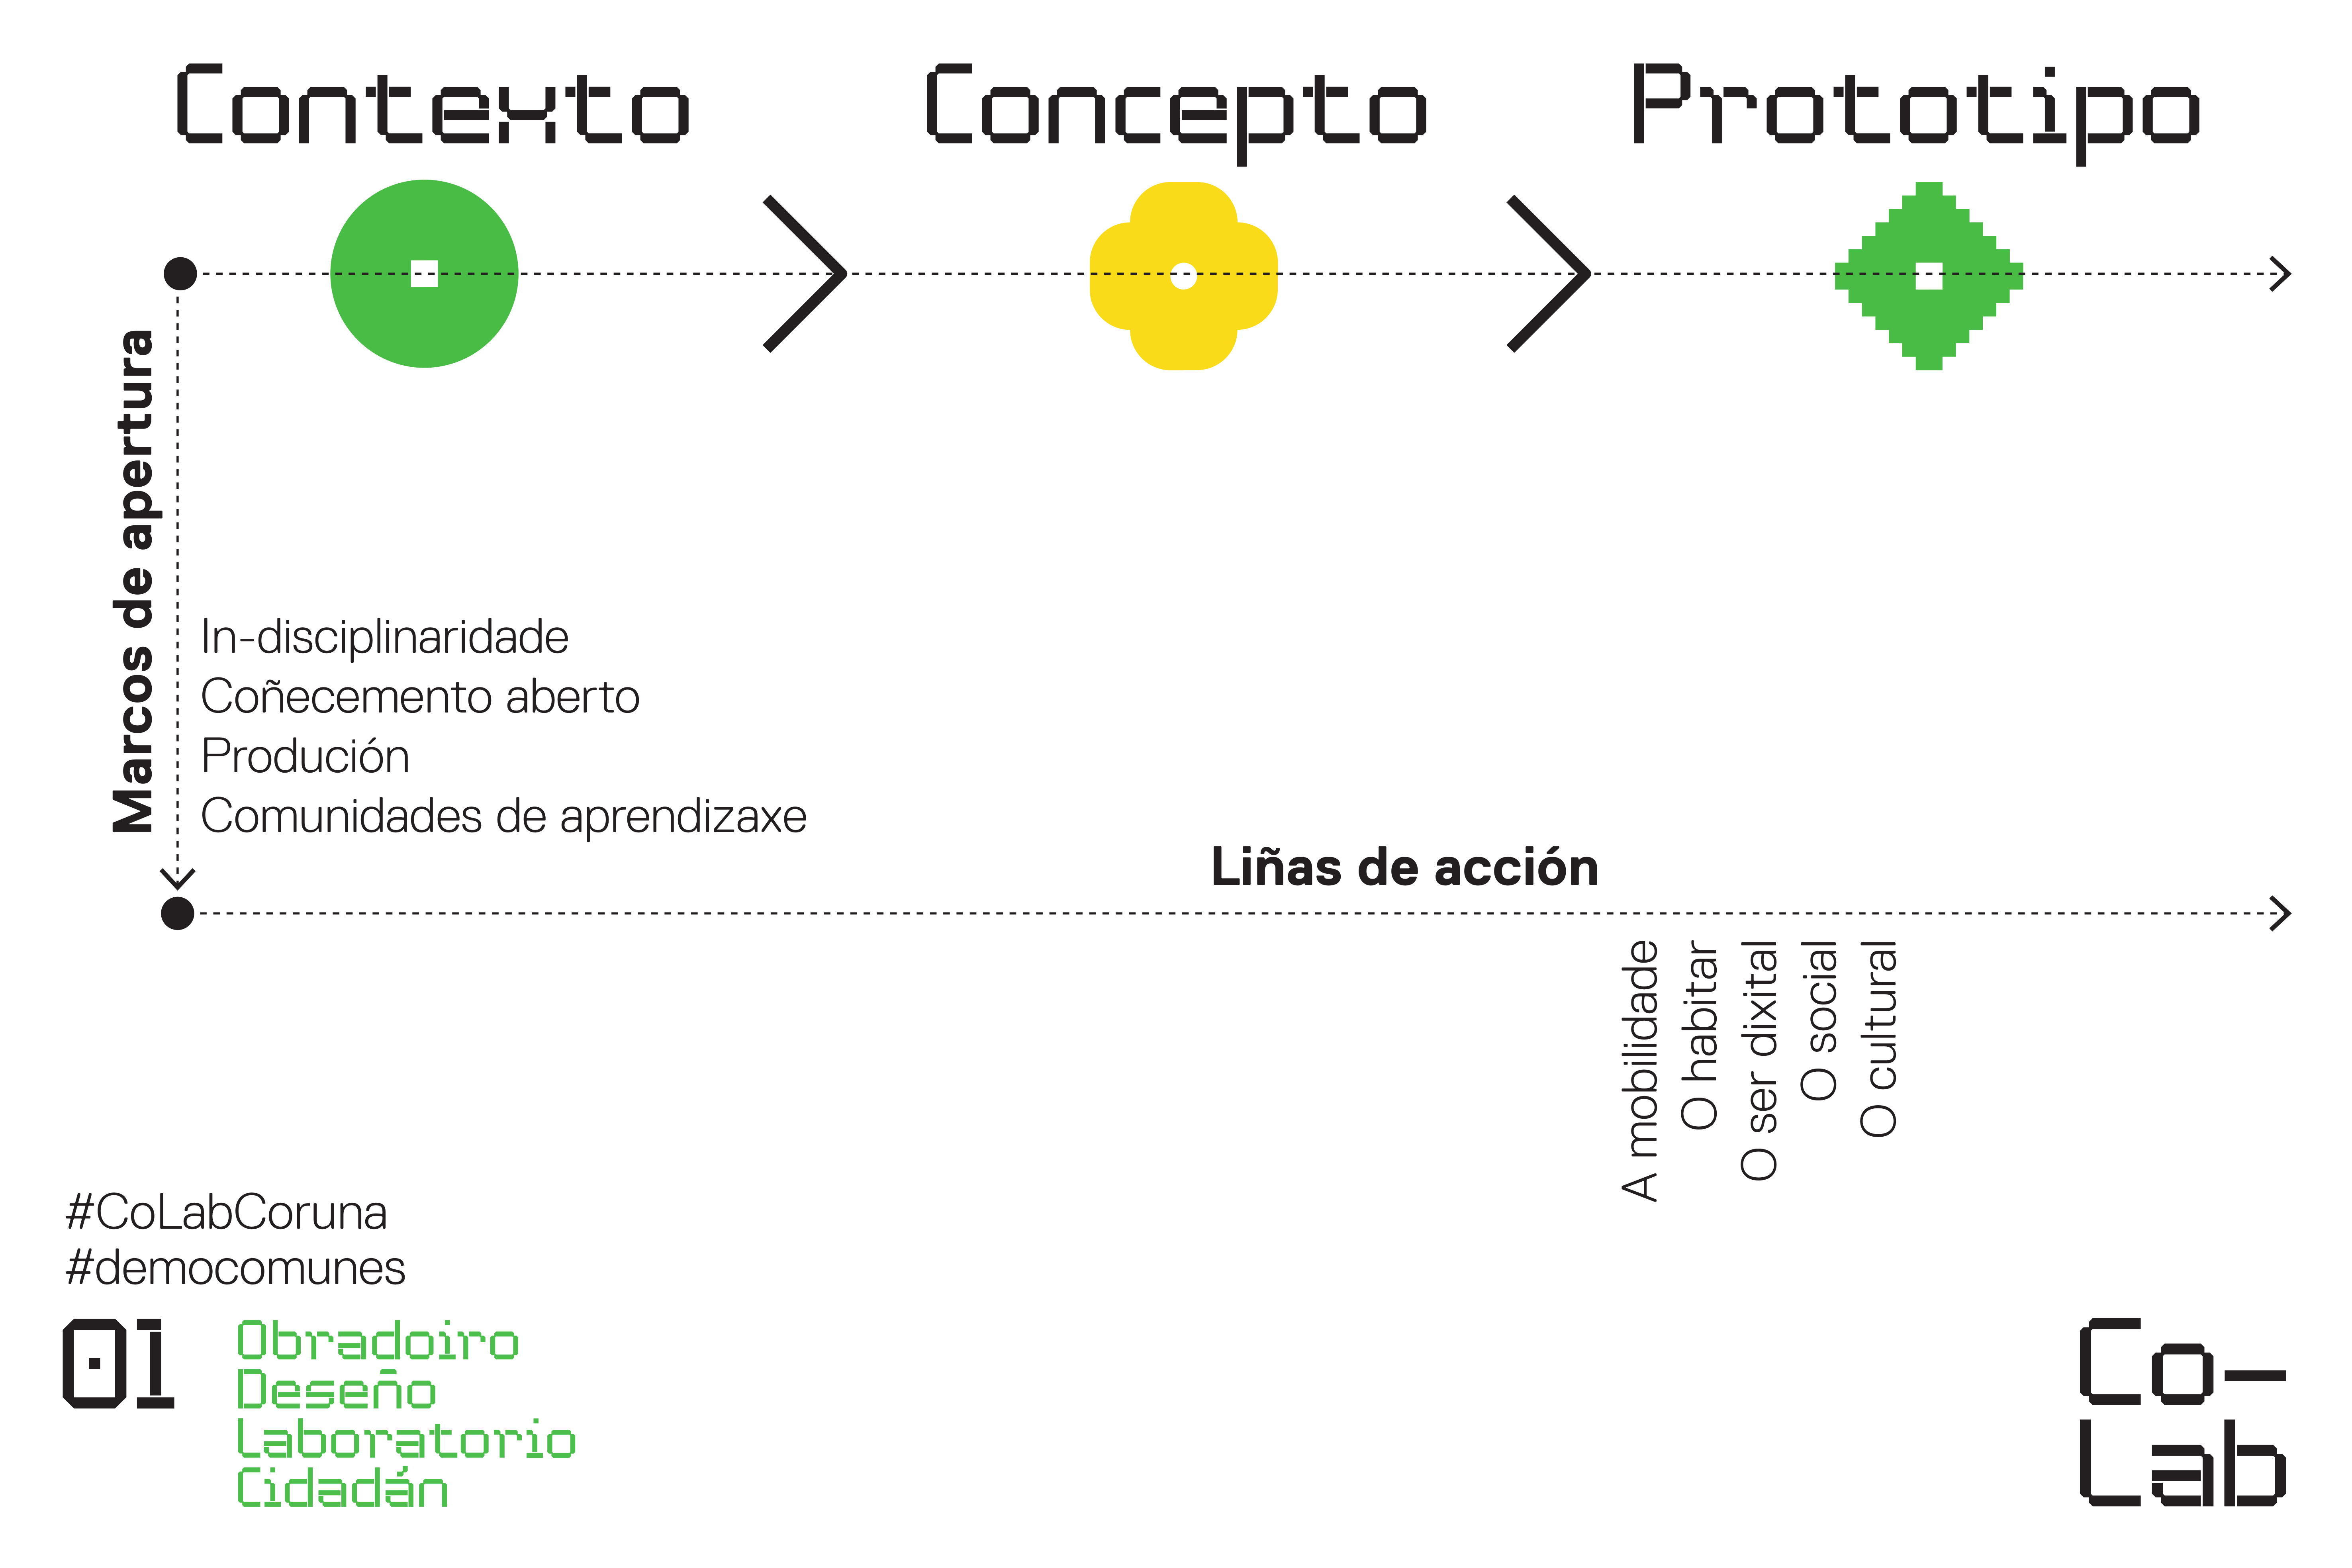 Contexto
Concepto
Prototipo
Marcos de apertura
In-disciplinaridade
Coñecemento aberto
Produción
Comunidades de aprendizaxe
Liñas de acción
A mobilidade
O habitar
O ser dixital
O social
O cultural
#CoLabCoruna
#democomunes
01
Obradoiro
Deseño
Laboratorio
Cidadán
Co–
Lab